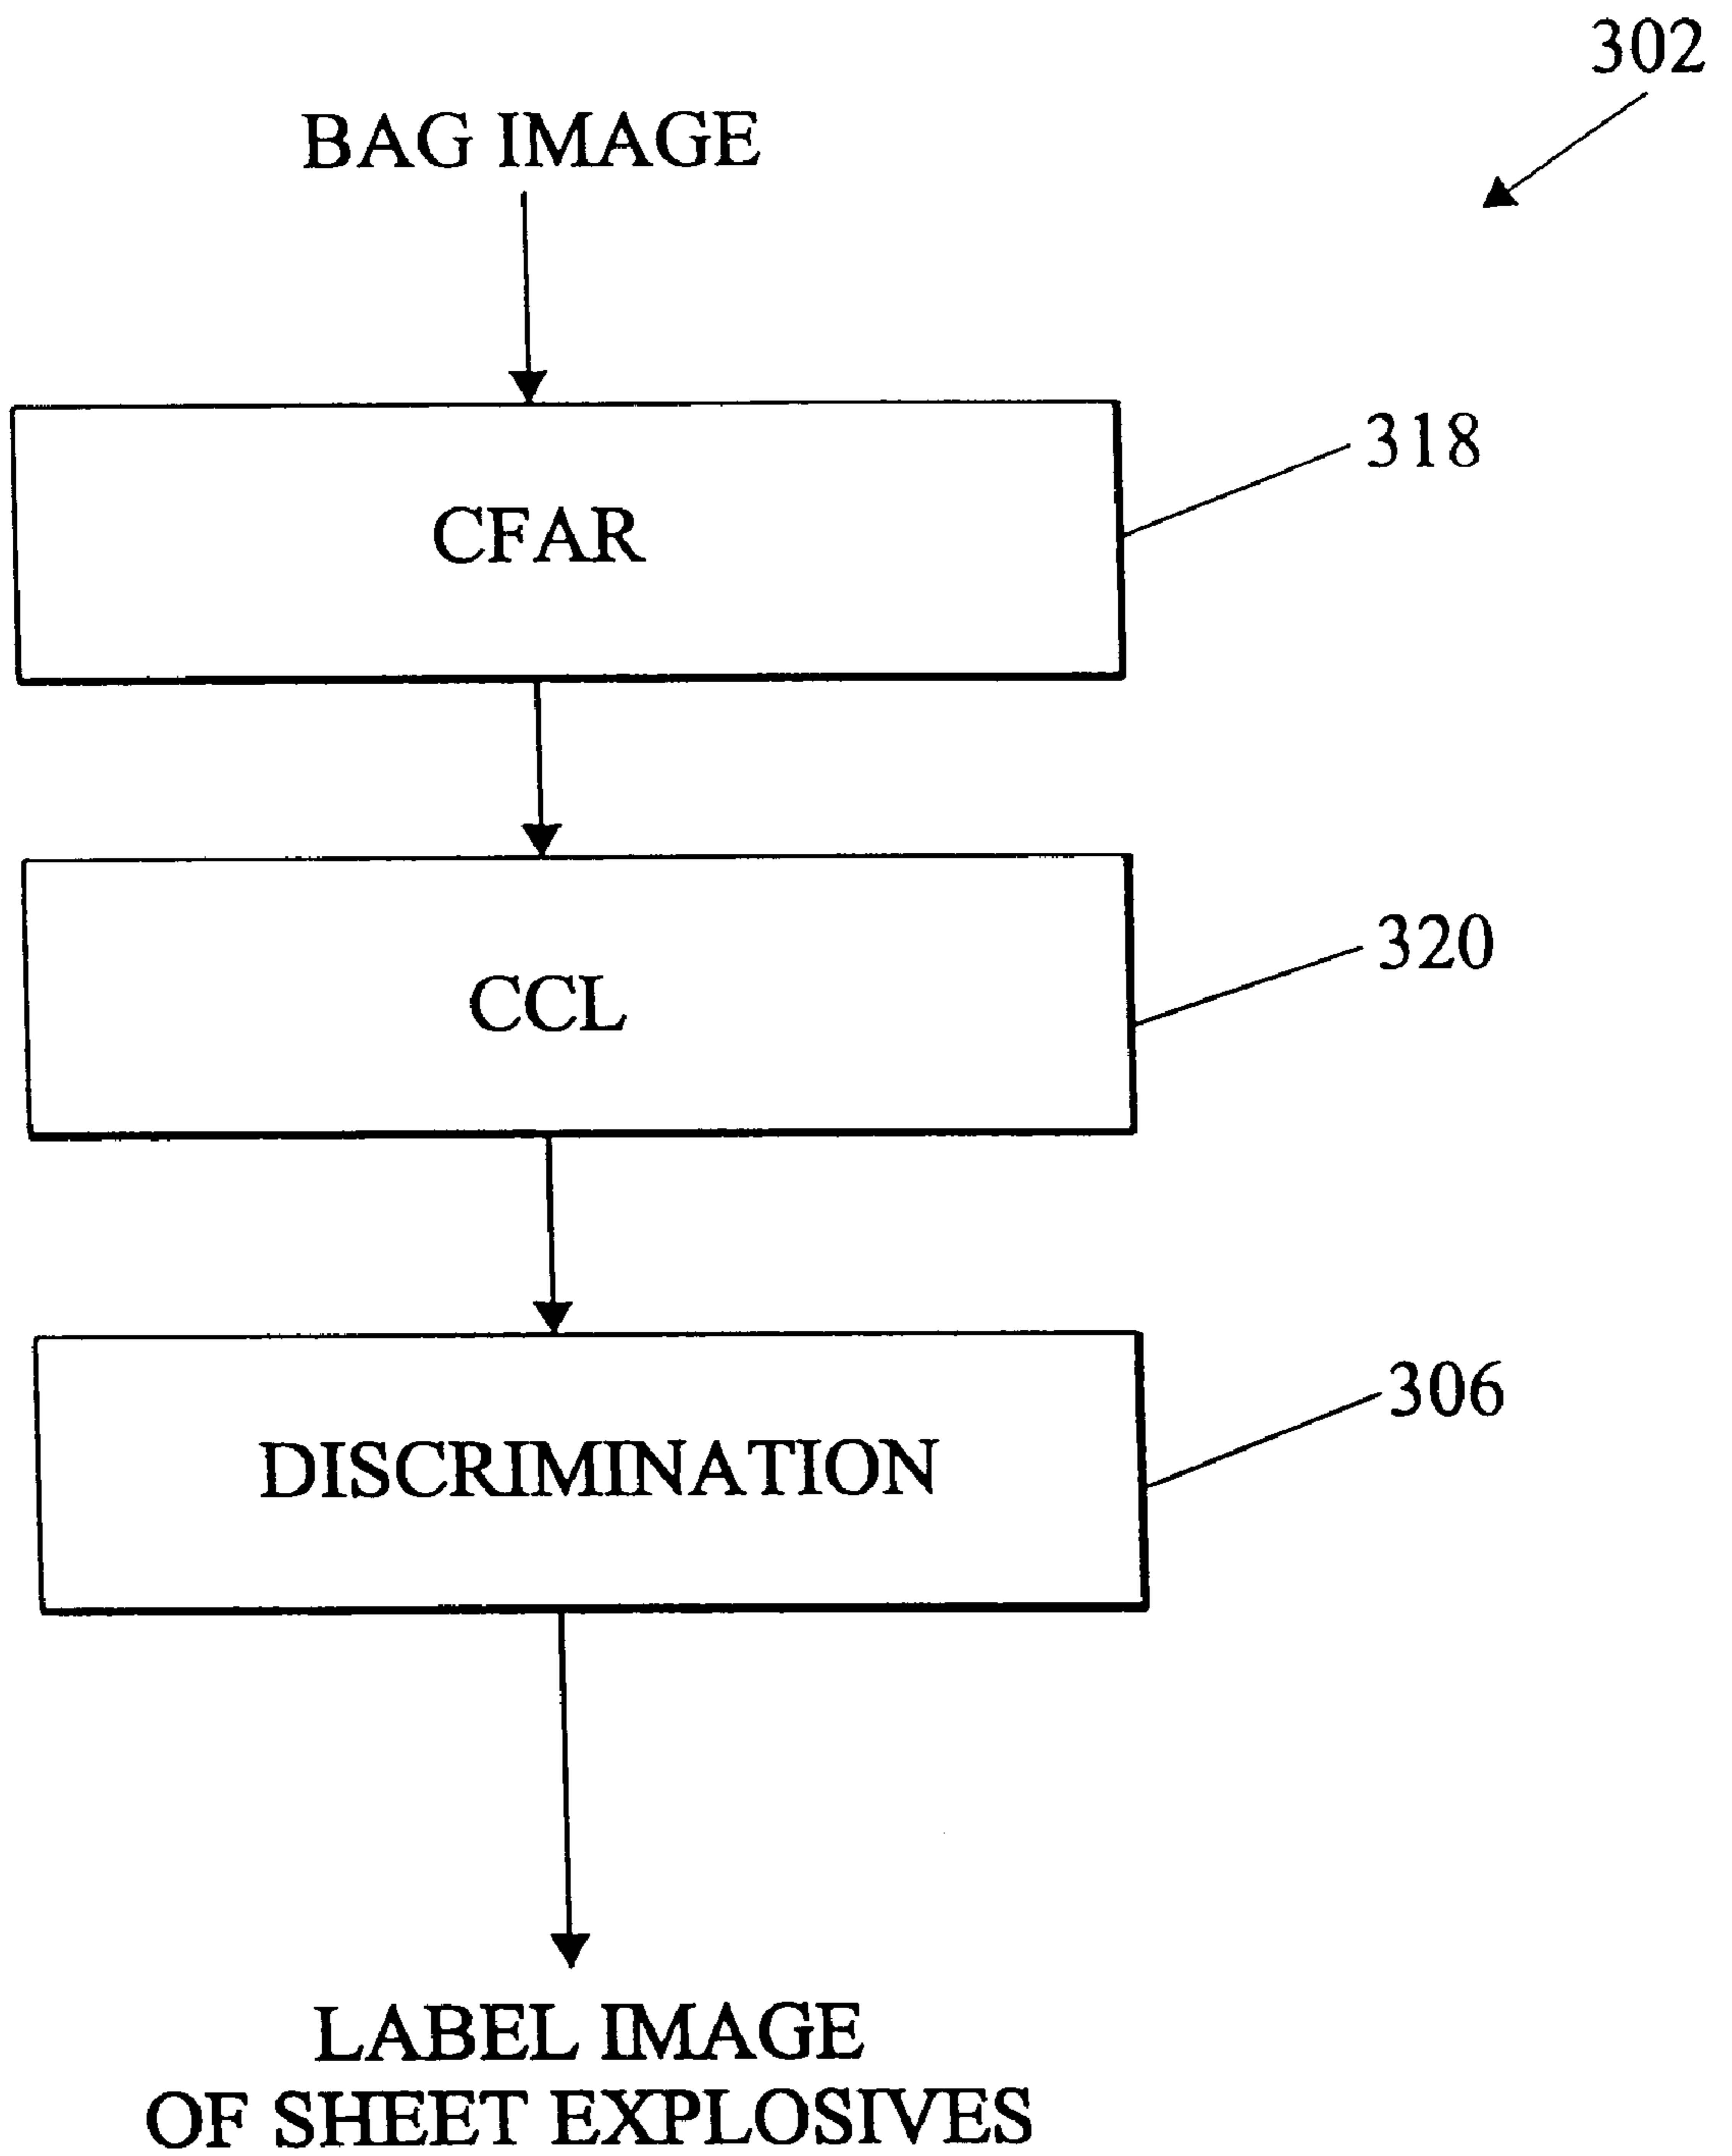 302
BAG IMAGE
318
CFAR
320
CCL
306
DISCRIMINATION
LABEL IMAGE
OF SHEET EXPLOSIVES